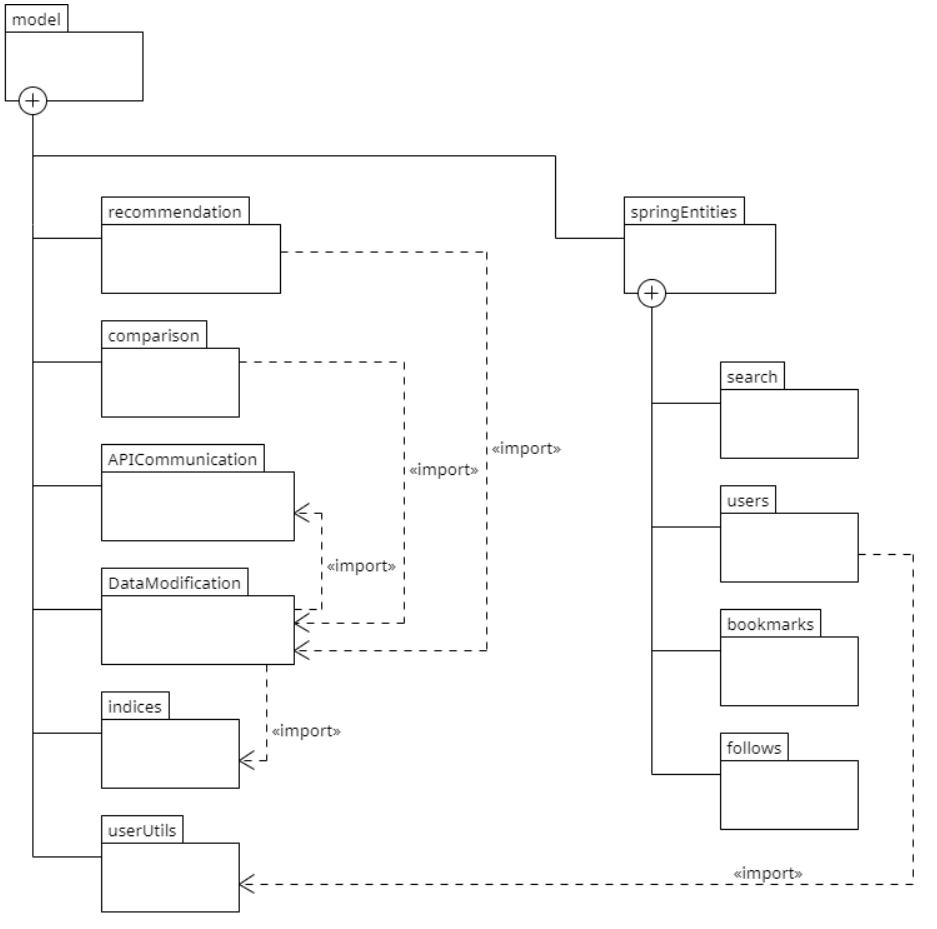 model
recommendation
springEntities
comparison
search
«import»
APICommunication
«import»
users
«import»
DataModification
bookmarks
indices
«import»
follows
userUtils
«import»